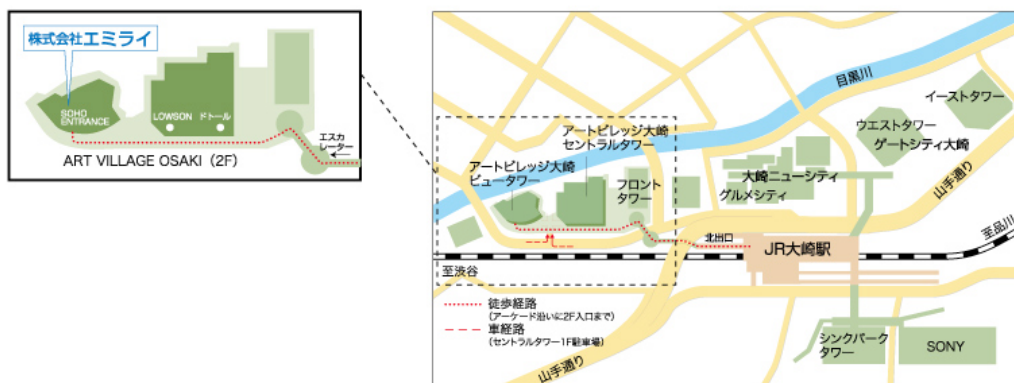 株式会社エミライ
SOHO
ENTRANCE
LOWSON
ドトール
エスカ
レーター
ART VILLAGE OSAKI (2F)
目黒川
イーストタワー
ウエストタワー
ゲートシティ大崎
アートビレッジ大崎
セントラルタワー
アートビレッジ大崎
ビュータワー
フロント
タワー
大崎ニューシティ
グルメシティ
山手通り
至品川
北出口
JR大崎駅
至渋谷
徒歩経路
(アーケード沿いに2F入口まで)
車経路
(セントラルタワー1F駐車場)
山手通り
シンクパーク
タワー
SONY